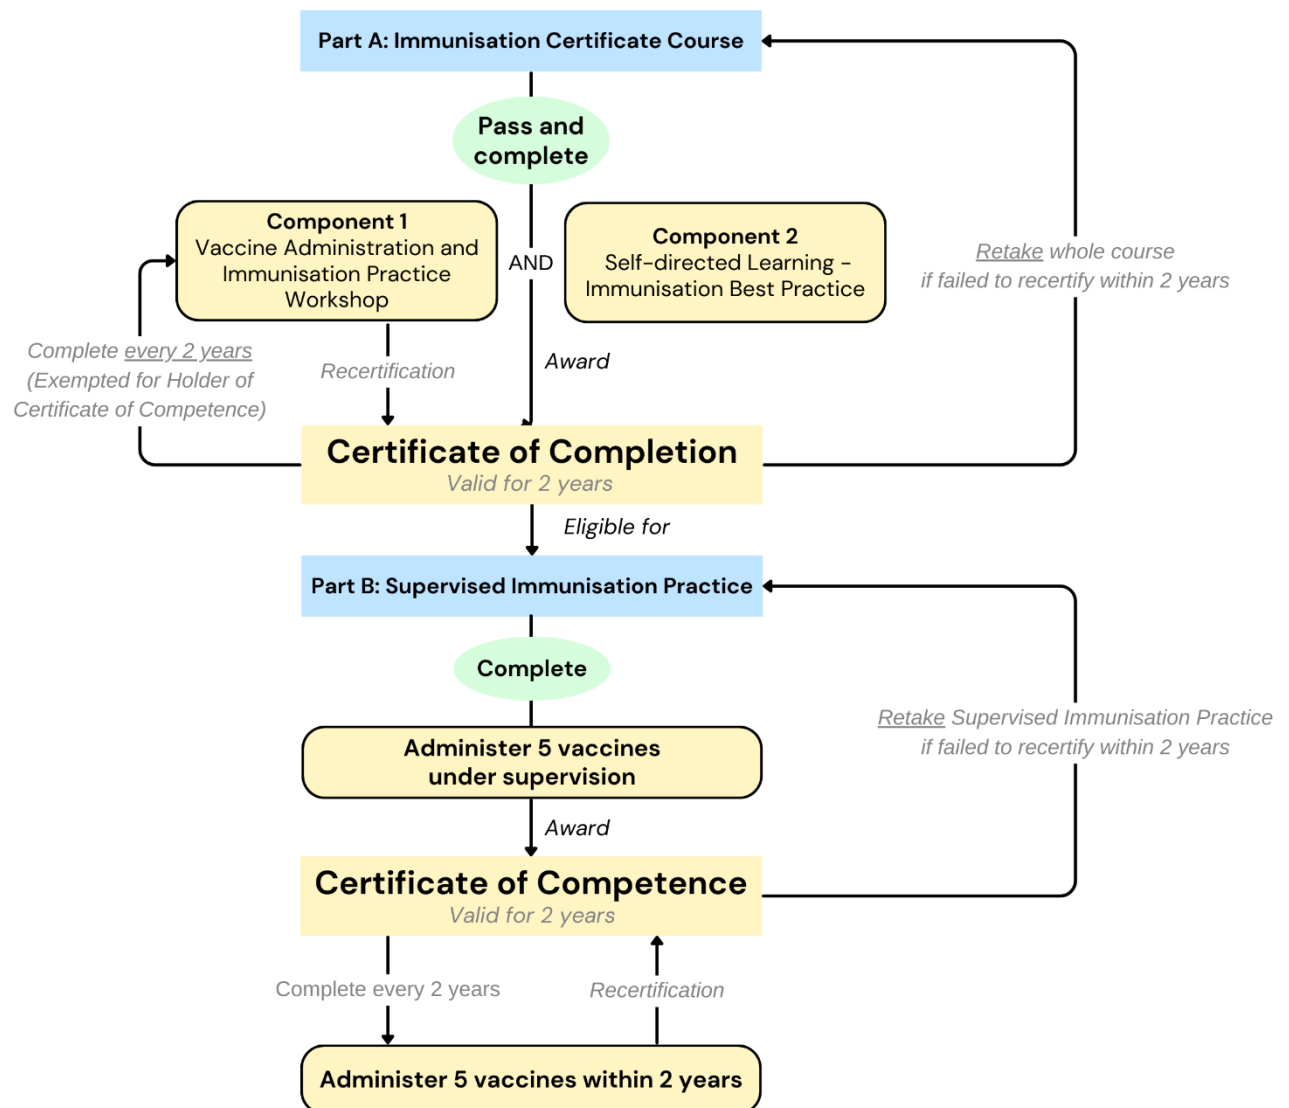 Part A: Immunisation Certificate Course
Pass and
complete
Component 1
Vaccine Administration and
Immunisation Practice
Workshop
AND
Component 2
Self-directed Learning -
Immunisation Best Practice
Retake whole course
if failed to recertify within 2 years
Complete every 2 years
(Exempted for Holder of
Certificate of Competence)
Recertification
Award
Certificate of Completion
Valid for 2 years
Eligible for
Part B: Supervised Immunisation Practice
Complete
Retake Supervised Immunisation Practice
if failed to recertify within 2 years
Administer 5 vaccines
under supervision
Award
Certificate of Competence
Valid for 2 years
Complete every 2 years
Recertification
Administer 5 vaccines within 2 years